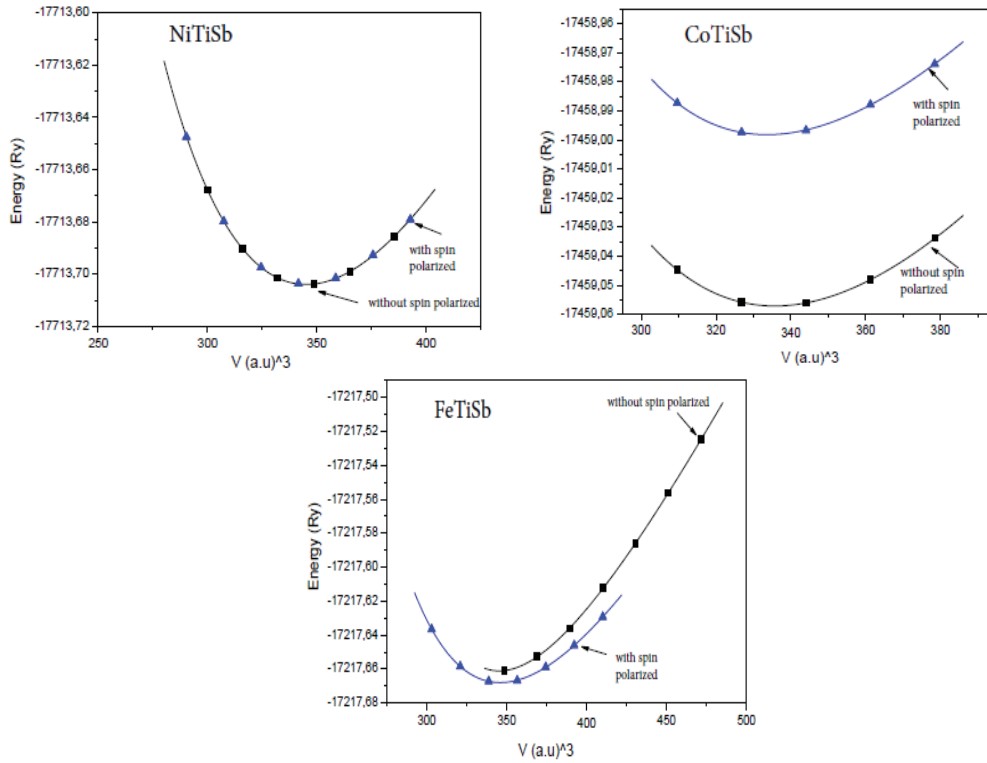 NiTiSb
-17713,60
-17713,62
-17713,64
-17713,66
-17713,68
-17713,70
-17713,72
Energy (Ry)
250
300
350
400
V (a.u)^3
with spin
polarized
without spin polarized
CoTiSb
-17458,96
-17458,97
-17458,98
-17458,99
-17459,00
-17459,01
-17459,02
-17459,03
-17459,04
-17459,05
-17459,06
Energy (Ry)
300
320
340
360
380
V (a.u)^3
with spin
polarized
without spin
polarized
FeTiSb
-17217,50
-17217,52
-17217,54
-17217,56
-17217,58
-17217,60
-17217,62
-17217,64
-17217,66
-17217,68
Energy (Ry)
300
350
400
450
500
V (a.u)^3
without spin polarized
with spin
polarized